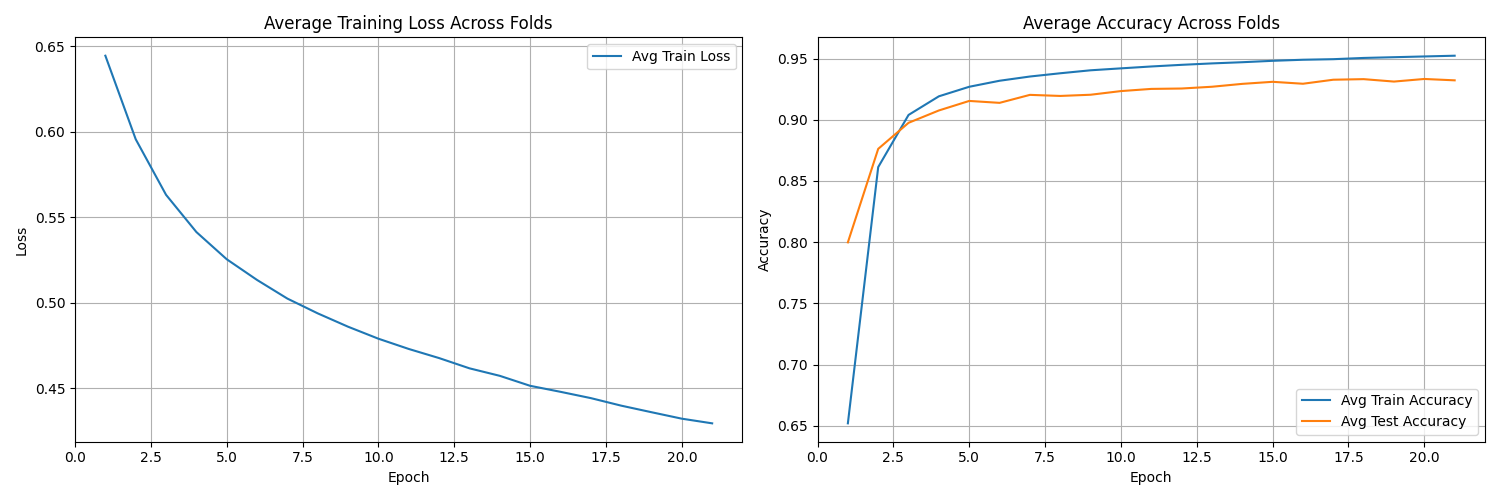 Average Training Loss Across Folds
Avg Train Loss
0.65
0.60
0.55
0.50
0.45
Loss
0.0 2.5 5.0 7.5 10.0 12.5 15.0 17.5 20.0
Epoch
Average Accuracy Across Folds
0.95
0.90
0.85
0.80
0.75
0.70
0.65
Accuracy
Avg Train Accuracy
Avg Test Accuracy
0.0 2.5 5.0 7.5 10.0 12.5 15.0 17.5 20.0
Epoch